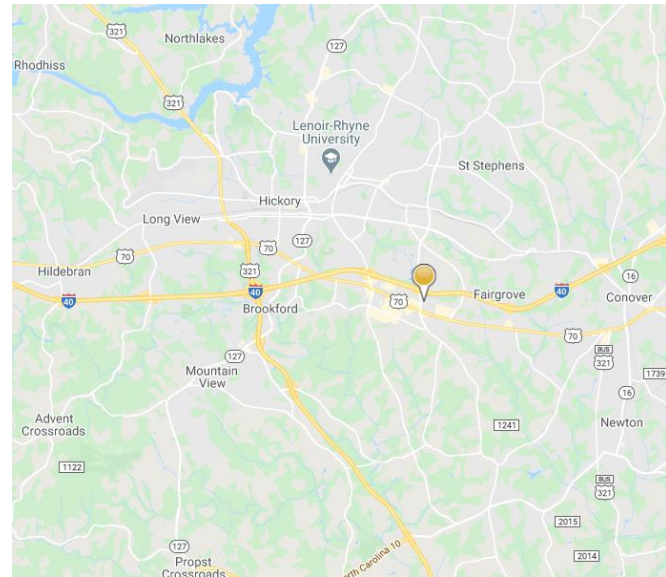 321
Northlakes
127
Rhodhiss
321
321
Lenoir-Rhyne
University
St Stephens
Hickory
Long View
127
70
70
70
Hildebran
321
16
40
40
40
Fairgrove
Conover
70
Brookford
70
BUS
321
127
Mountain
View
1739
16
Advent
Crossroads
1241
Newton
1122
BUS
321
2015
127
2014
Propst
Crossroads
North Carolina 10